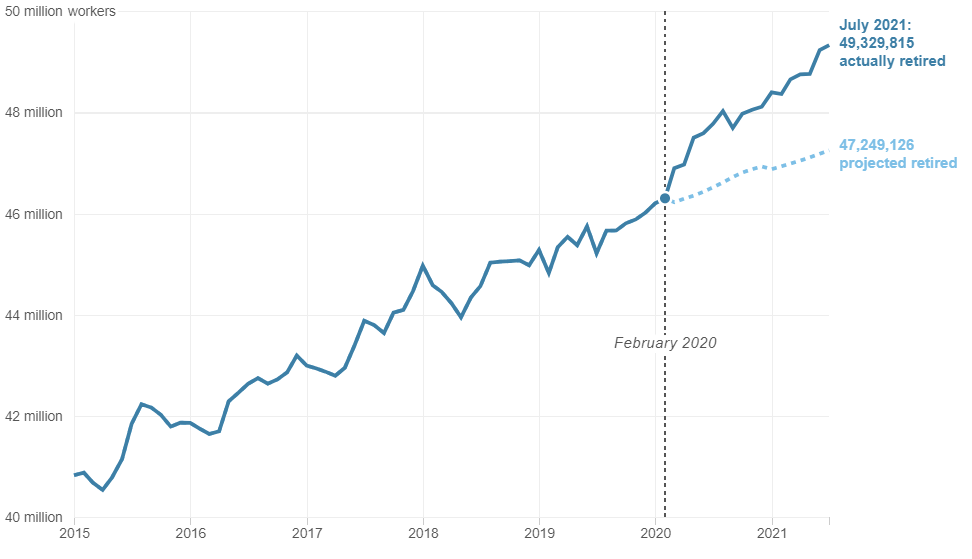 50 million workers
July 2021:
49,329,815
actually retired
48 million
47,249,126
projected retired
46 million
44 million
February 2020
42 million
40 million
2015 2016 2017 2018 2019 2020 2021